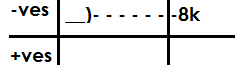 -ves __)- - - - - - -8k
+ves